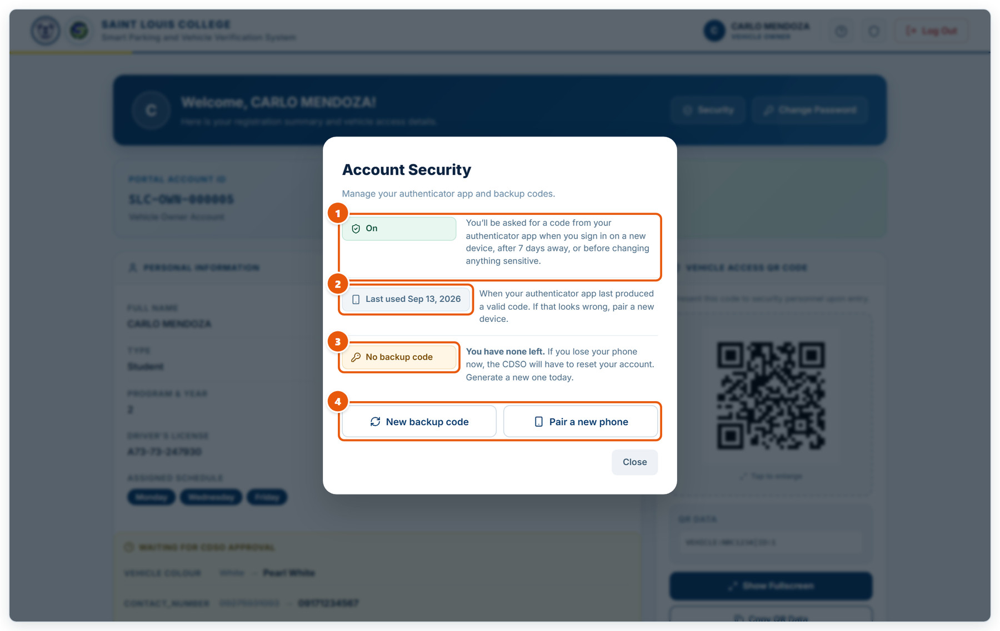 SAINT LOUIS COLLEGE
Smart Parking and Vehicle Verification System
C
CARLO MENDOZA
VEHICLE OWNER
Log Out
C
Welcome, CARLO MENDOZA!
Here is your registration summary and vehicle access details.
Security
Change Password
PORTAL ACCOUNT ID
SLC-OWN-000005
Vehicle Owner Account
Account Security
Manage your authenticator app and backup codes.
1
On
You'll be asked for a code from your
authenticator app when you sign in on a new
device, after 7 days away, or before changing
anything sensitive.
2
Last used Sep 13, 2026
When your authenticator app last produced
a valid code. If that looks wrong, pair a new
device.
3
No backup code
You have none left. If you lose your phone
now, the CDSO will have to reset your account.
Generate a new one today.
4
New backup code
Pair a new phone
Close
PERSONAL INFORMATION
FULL NAME
CARLO MENDOZA
TYPE
Student
PROGRAM & YEAR
2
DRIVER'S LICENSE
A73-73-247930
ASSIGNED SCHEDULE
Monday
Wednesday
Friday
WAITING FOR CDSO APPROVAL
VEHICLE COLOUR
White → Pearl White
CONTACT_NUMBER
→ 09171234567
VEHICLE ACCESS QR CODE
this code to security personnel upon entry.
Tap to enlarge
QR DATA
Show Fullscreen
Copy QR Data